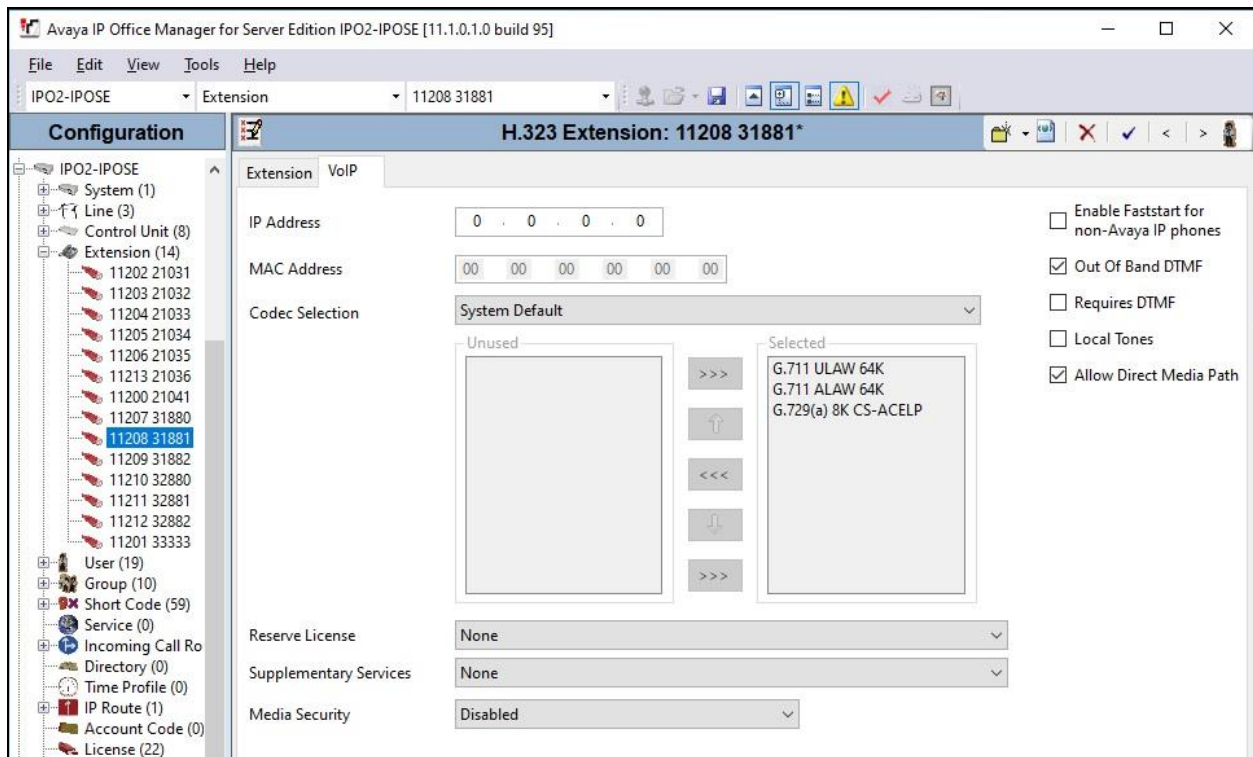 Avaya IP Office Manager for Server Edition IPO2-IPOSE [11.1.0.1.0 build 95]
File Edit View Tools Help
IPO2-IPOSE Extension 11208 31881
Configuration
H.323 Extension: 11208 31881*
IPO2-IPOSE
System (1)
Line (3)
Control Unit (8)
Extension (14)
11202 21031
11203 21032
11204 21033
11205 21034
11206 21035
11213 21036
11200 21041
11207 31880
11208 31881
11209 31882
11210 32880
11211 32881
11212 32882
11201 33333
User (19)
Group (10)
Short Code (59)
Service (0)
Incoming Call Ro
Directory (0)
Time Profile (0)
IP Route (1)
Account Code (0)
License (22)
Extension VoIP
IP Address 0 . 0 . 0 . 0
MAC Address 00 00 00 00 00 00
Codec Selection System Default
Unused
Selected
>>>
<<<
>>>
G.711 ULAW 64K
G.711 ALAW 64K
G.729(a) 8K CS-ACELP
Reserve License None
Supplementary Services None
Media Security Disabled
Enable Faststart for
non-Avaya IP phones
Out Of Band DTMF
Requires DTMF
Local Tones
Allow Direct Media Path